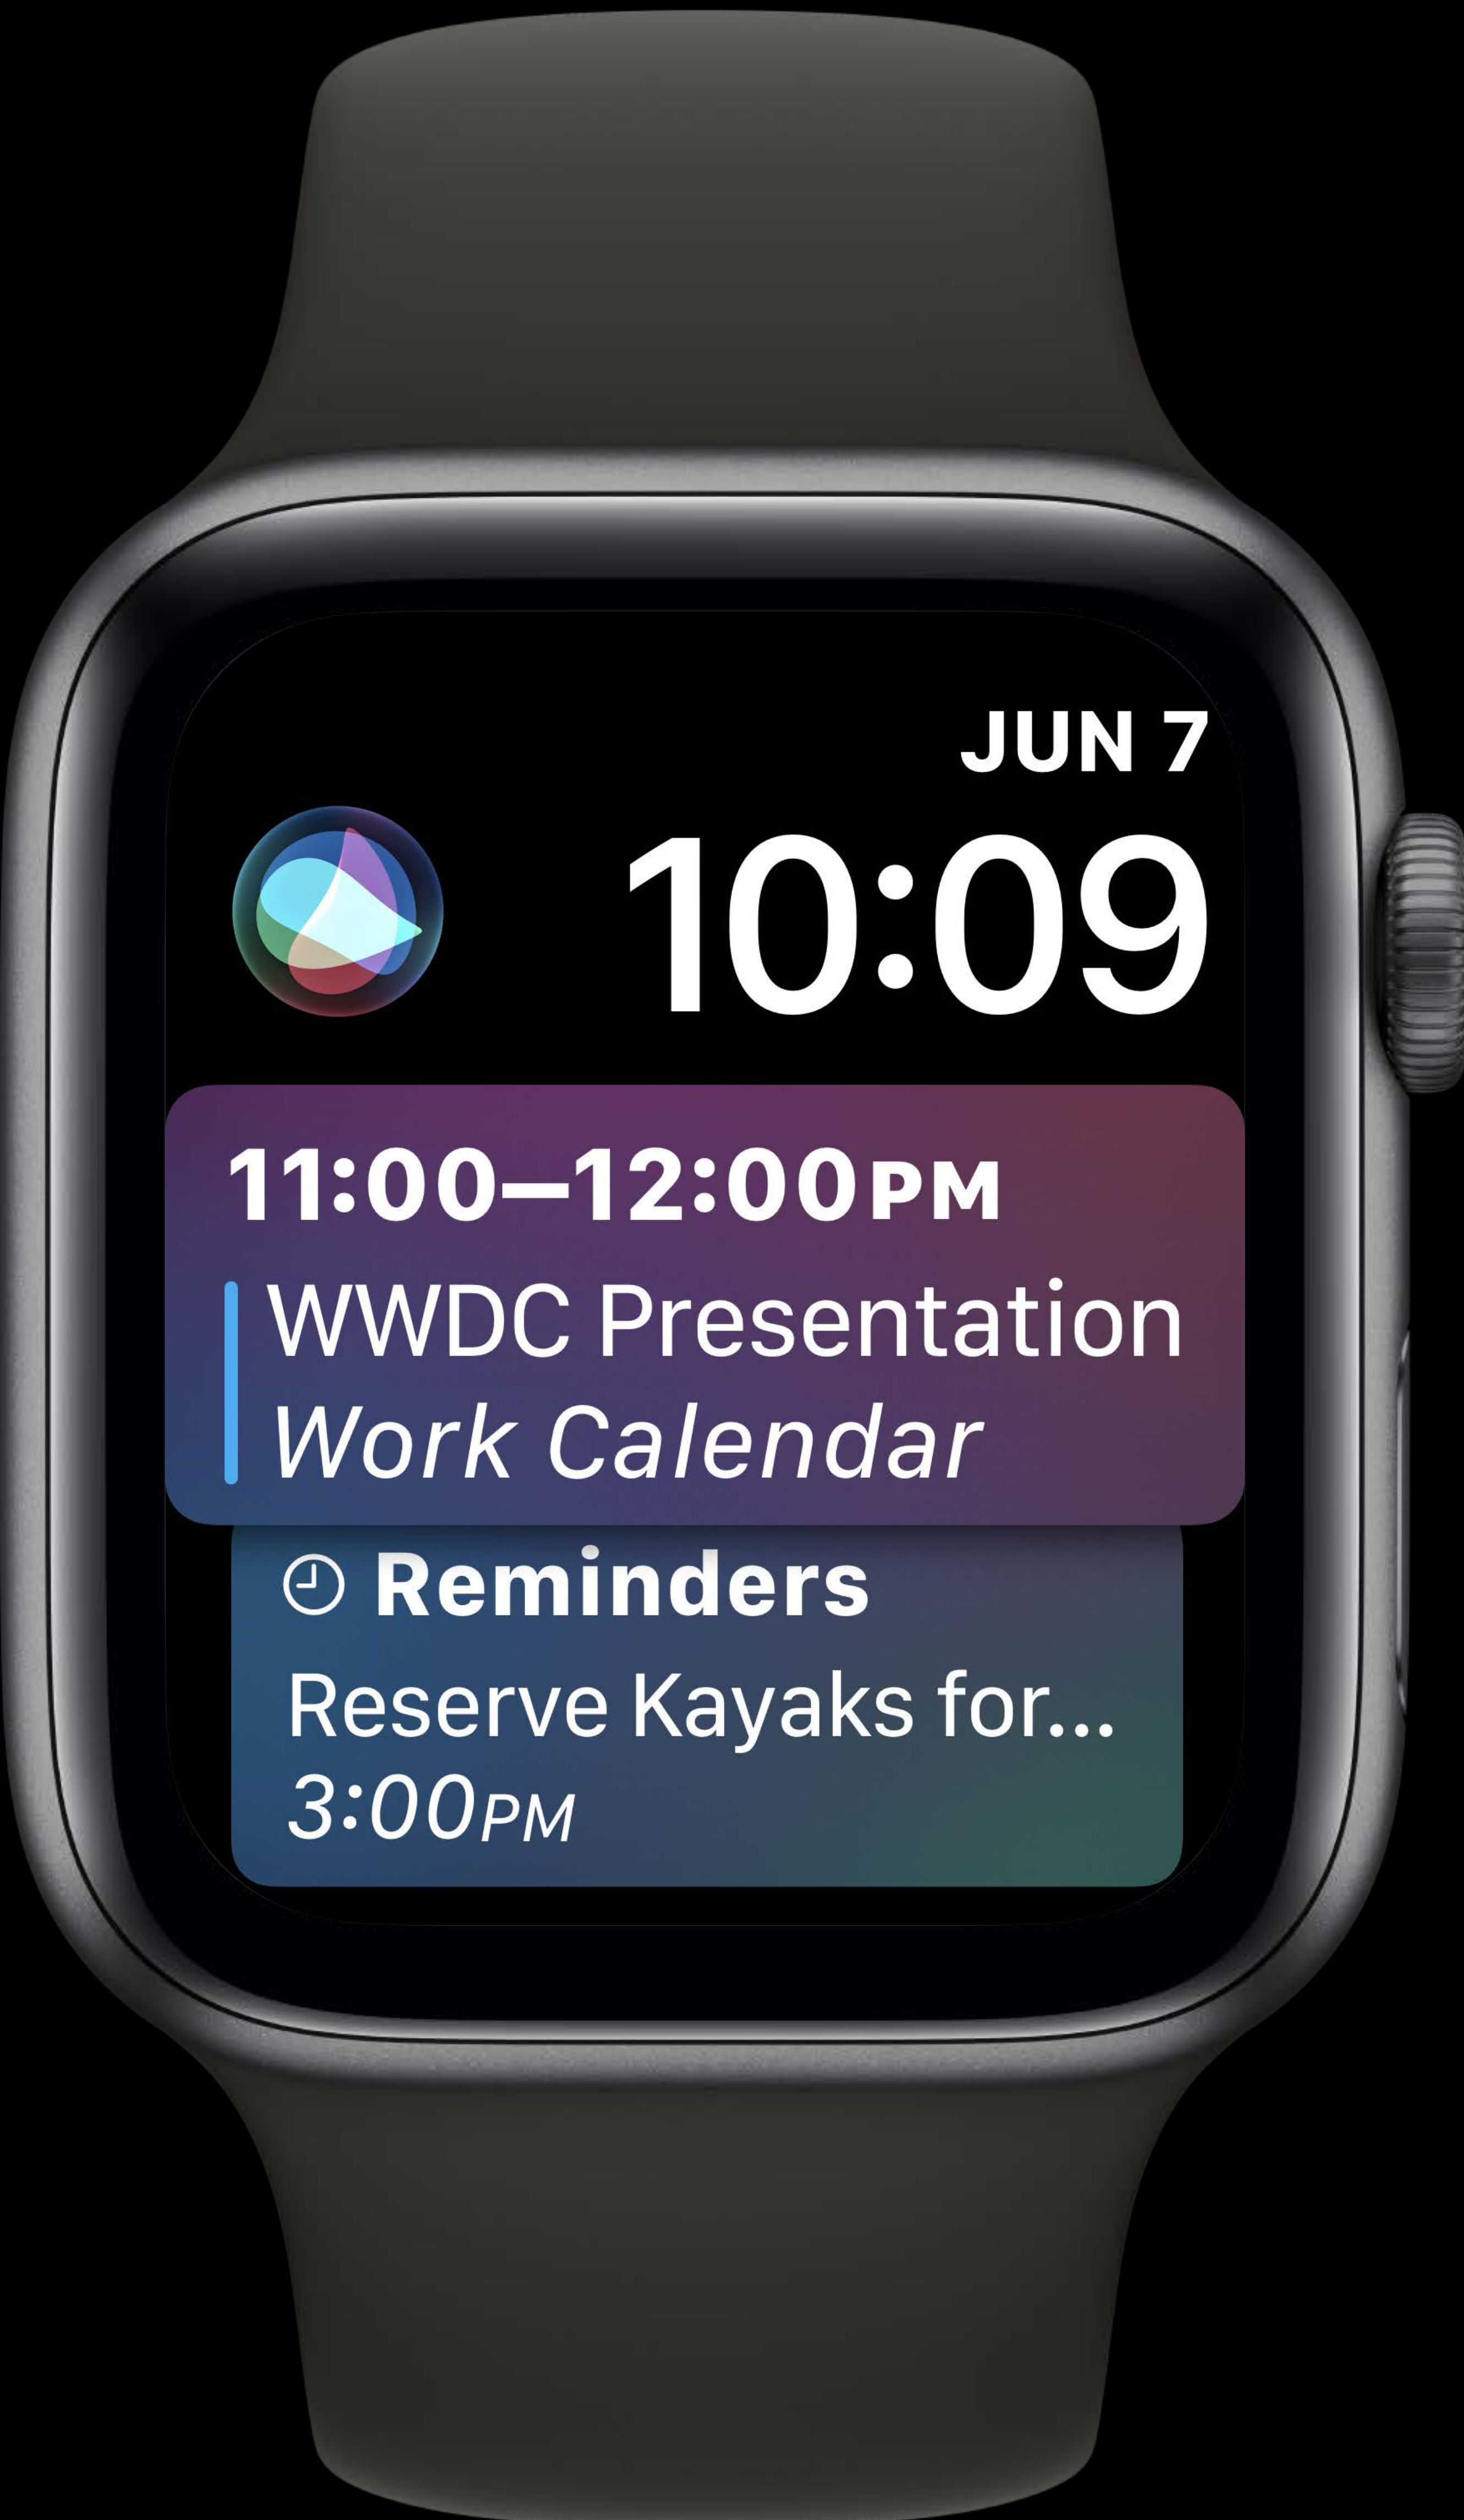 JUN 7
10:09
11:00–12:00PM
WWDC Presentation
Work Calendar
Reminders
Reserve Kayaks for...
3:00PM